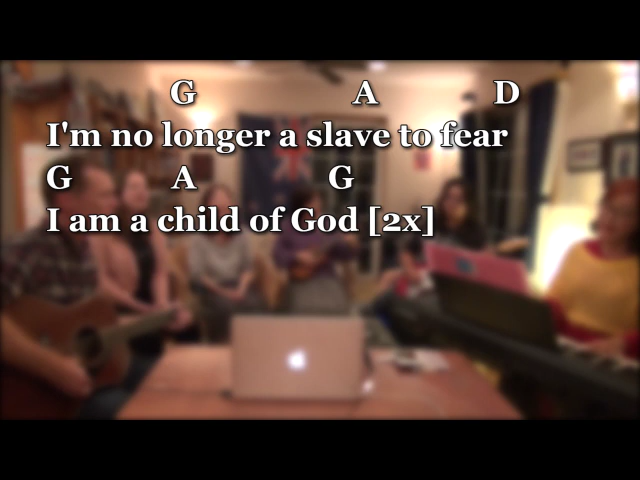 G A D
I'm no longer a slave to fear
G A G
I am a child of God [2x]